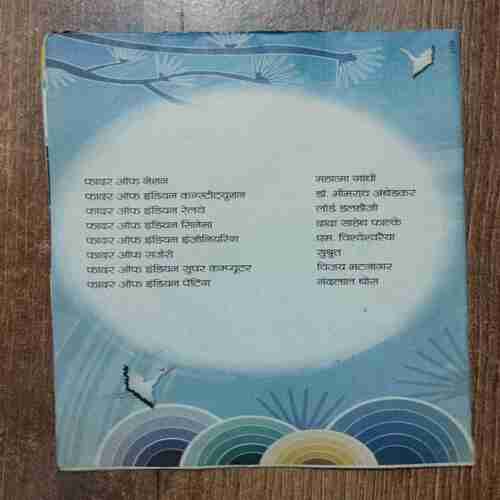 फादर ऑफ नेशन महात्मा गांधी
फादर ऑफ इंडियन कन्स्टीट्यूशन डॉ. भीमराव अंबेडकर
फादर ऑफ इंडियन रेलवे लॉर्ड डलहौजी
फादर ऑफ इंडियन सिनेमा दादा साहेब फाल्के
फादर ऑफ इंडियन इंजीनियरिंग एम. विश्वेश्वरैया
फादर ऑफ सर्जरी सुश्रुत
फादर ऑफ इंडियन सुपर कम्प्यूटर विजय भटनागर
फादर ऑफ इंडियन पेंटिंग नंदलाल बोस